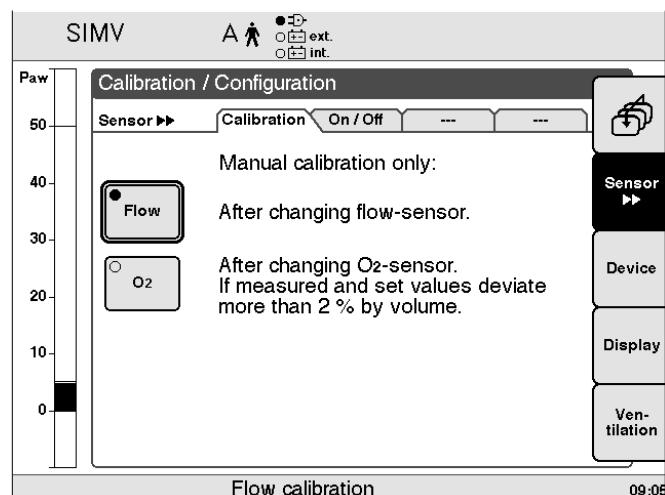 SIMV
A
ext.
int.
Paw
50
40
30
20
10
0
Calibration / Configuration
Sensor ▶▶
Calibration
On / Off
---
---
Manual calibration only:
Flow
After changing flow-sensor.
O2
After changing O2-sensor.
If measured and set values deviate
more than 2 % by volume.
Sensor
▶▶
Device
Display
Ven-
tilation
Flow calibration
09:05